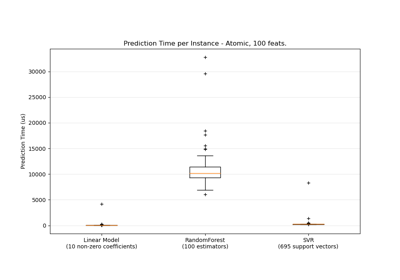 Prediction Time per Instance - Atomic, 100 feats.
Prediction Time (us)
30000
25000
20000
15000
10000
5000
0
Linear Model
(10 non-zero coefficients)
RandomForest
(100 estimators)
SVR
(695 support vectors)